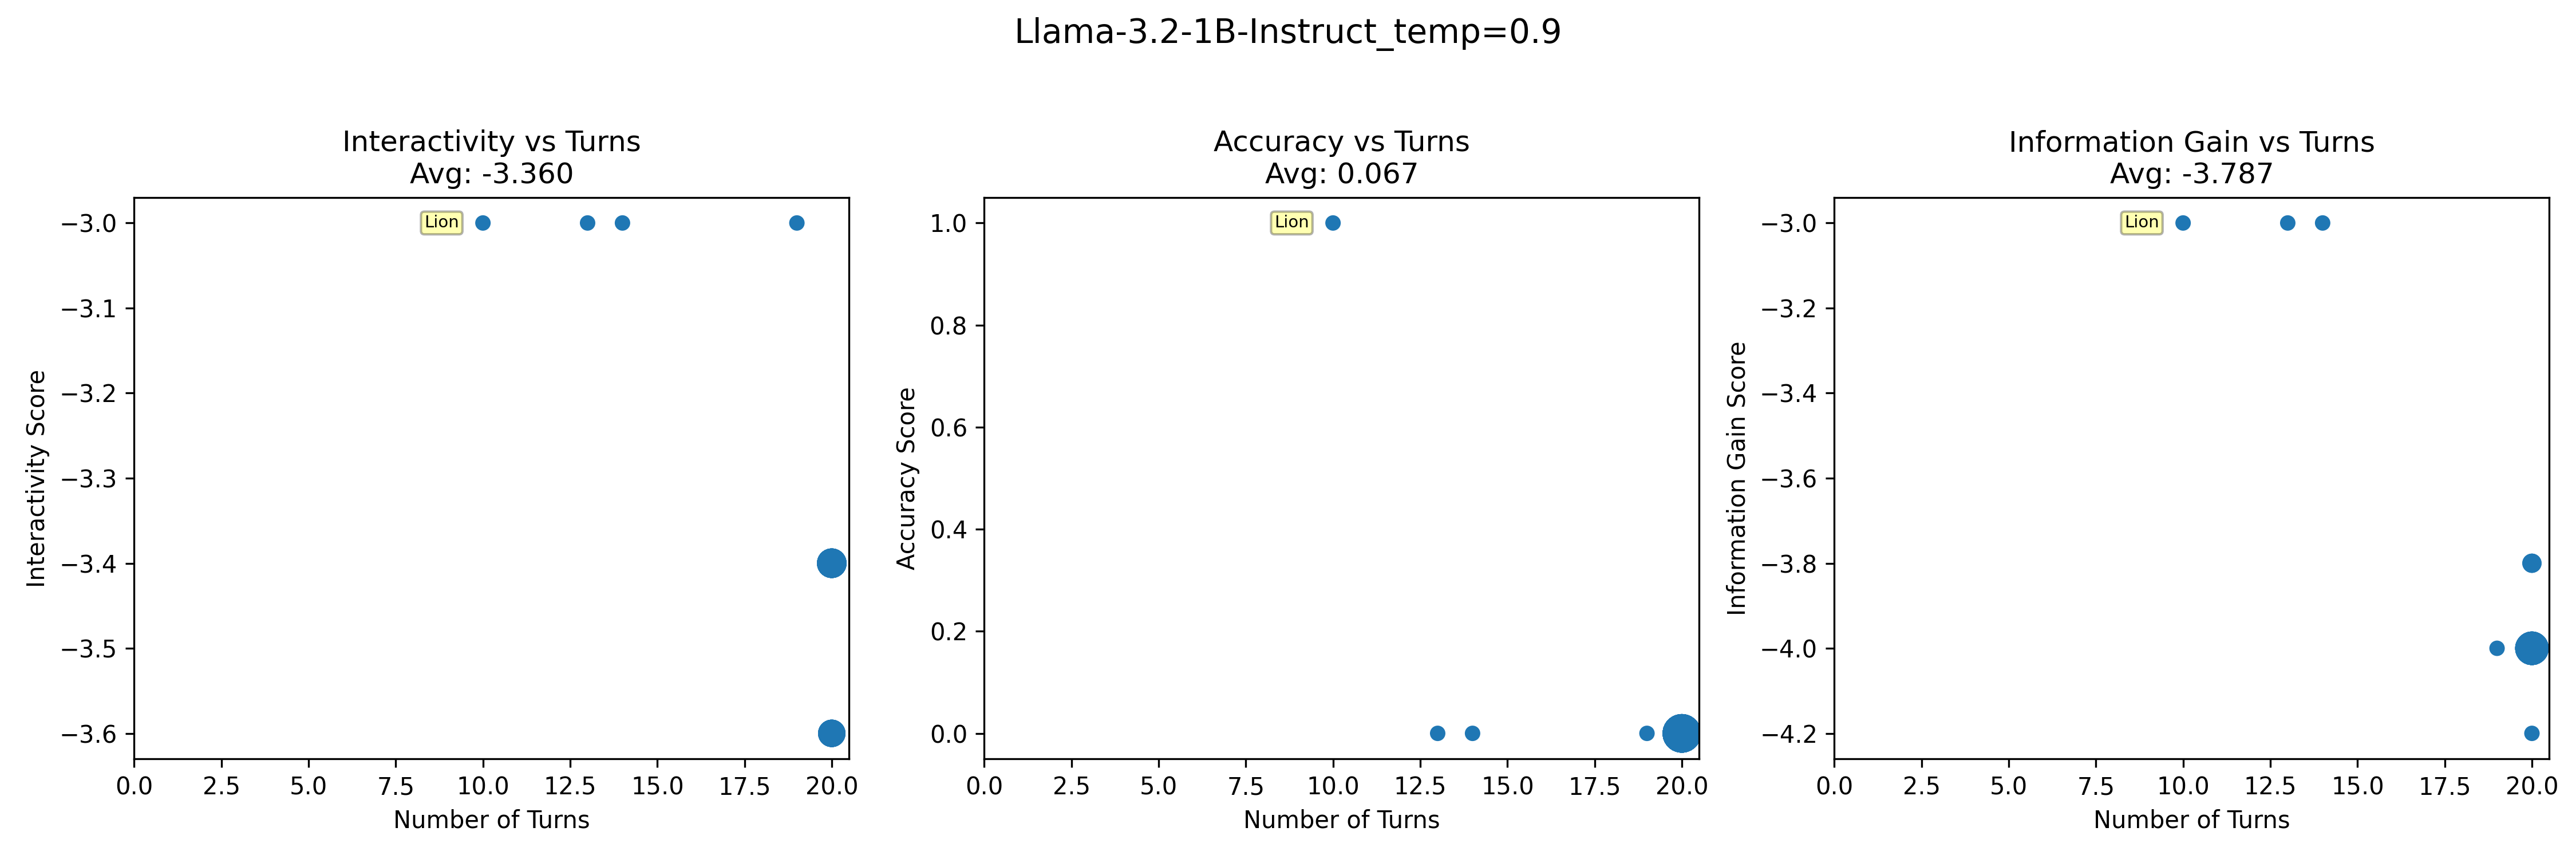 Llama-3.2-1B-Instruct_temp=0.9
Interactivity vs Turns
Avg: -3.360
Interactivity Score
−3.0
−3.1
−3.2
−3.3
−3.4
−3.5
−3.6
Lion
0.0 2.5 5.0 7.5 10.0 12.5 15.0 17.5 20.0
Number of Turns
Accuracy vs Turns
Avg: 0.067
Accuracy Score
1.0
0.8
0.6
0.4
0.2
0.0
Lion
0.0 2.5 5.0 7.5 10.0 12.5 15.0 17.5 20.0
Number of Turns
Information Gain vs Turns
Avg: -3.787
Information Gain Score
−3.0
−3.2
−3.4
−3.6
−3.8
−4.0
−4.2
Lion
0.0 2.5 5.0 7.5 10.0 12.5 15.0 17.5 20.0
Number of Turns